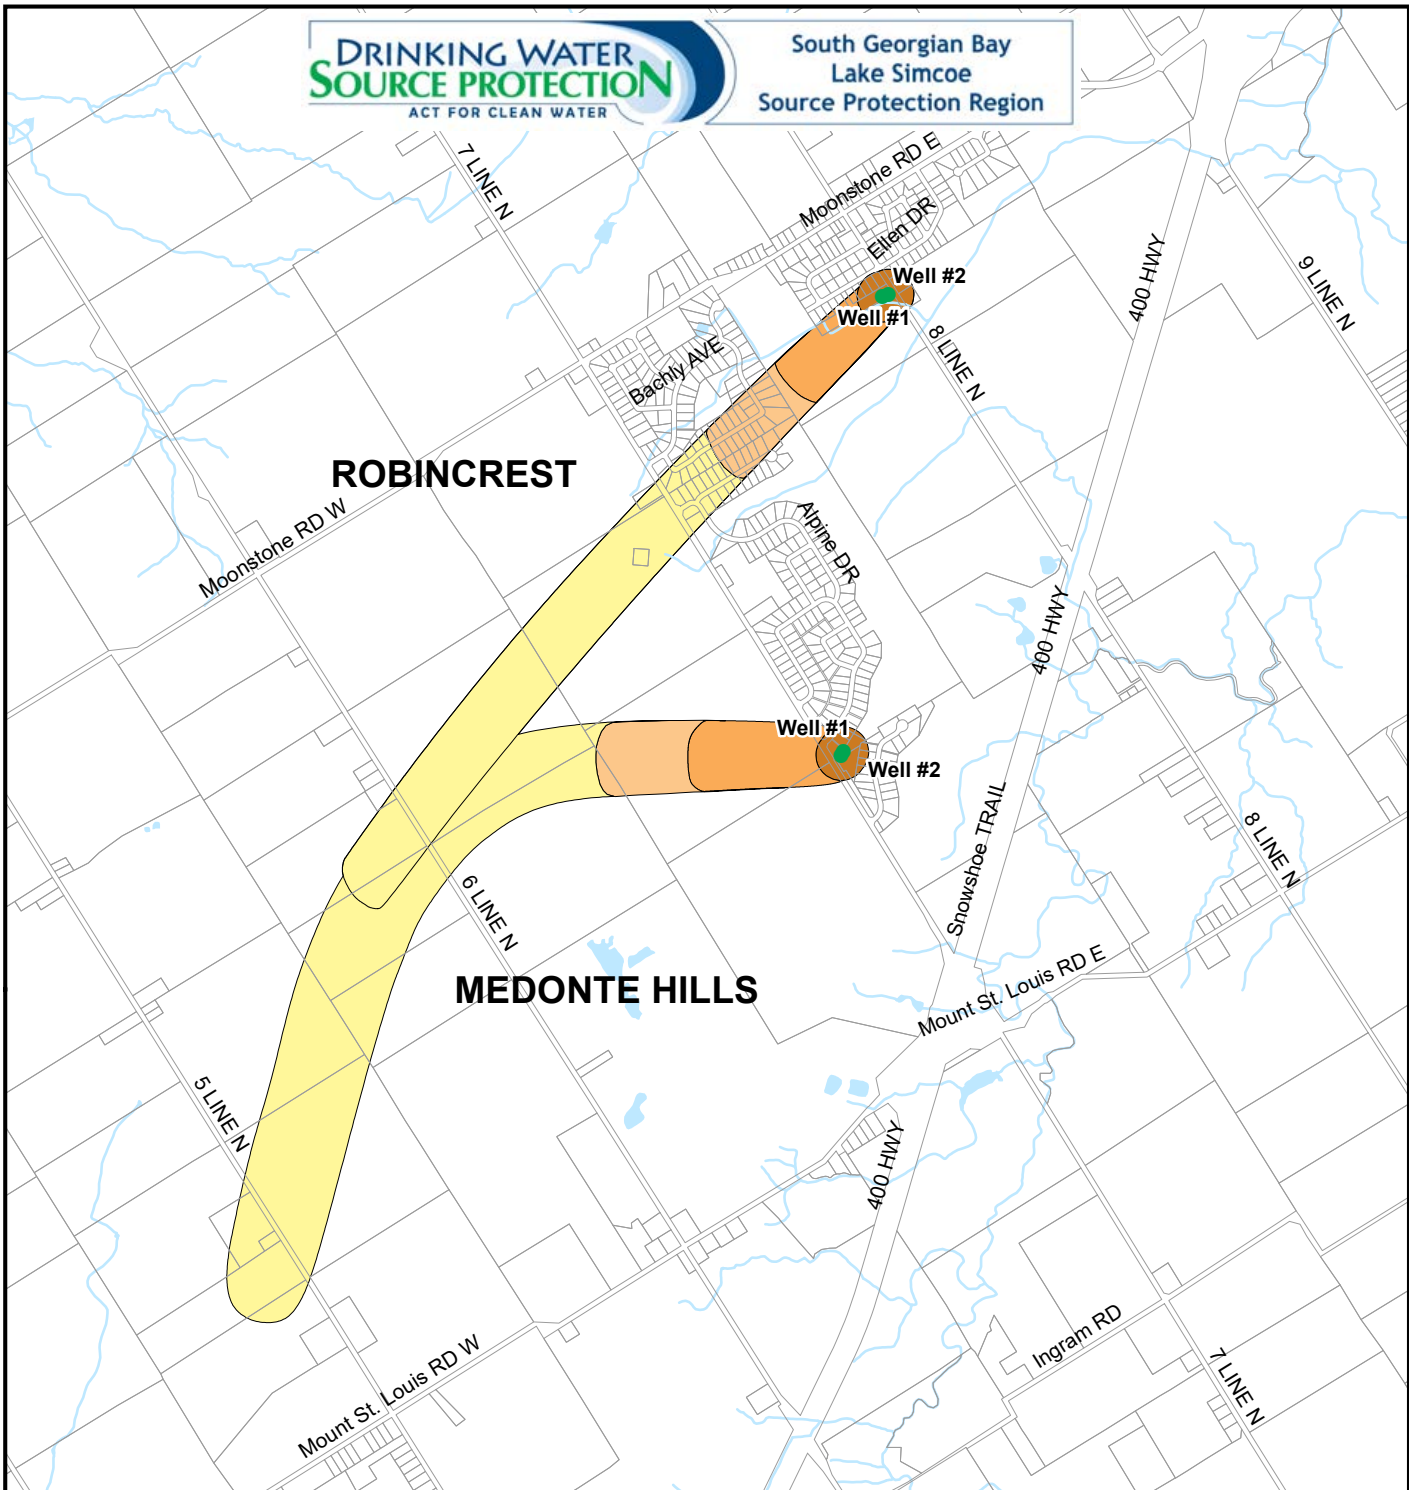 DRINKING WATER
SOURCE PROTECTION
ACT FOR CLEAN WATER
South Georgian Bay
Lake Simcoe
Source Protection Region
7 LINE N
Moonstone RD E
Ellen DR
Well #2
Well #1
400 HWY
9 LINE N
8 LINE N
Bachly AVE
ROBINCREST
Moonstone RD W
Alpine DR
400 HWY
Well #1
Well #2
Snowshoe TRAIL
8 LINE N
6 LINE N
MEDONTE HILLS
Mount St. Louis RD E
5 LINE N
400 HWY
Ingram RD
Mount St. Louis RD W
7 LINE N